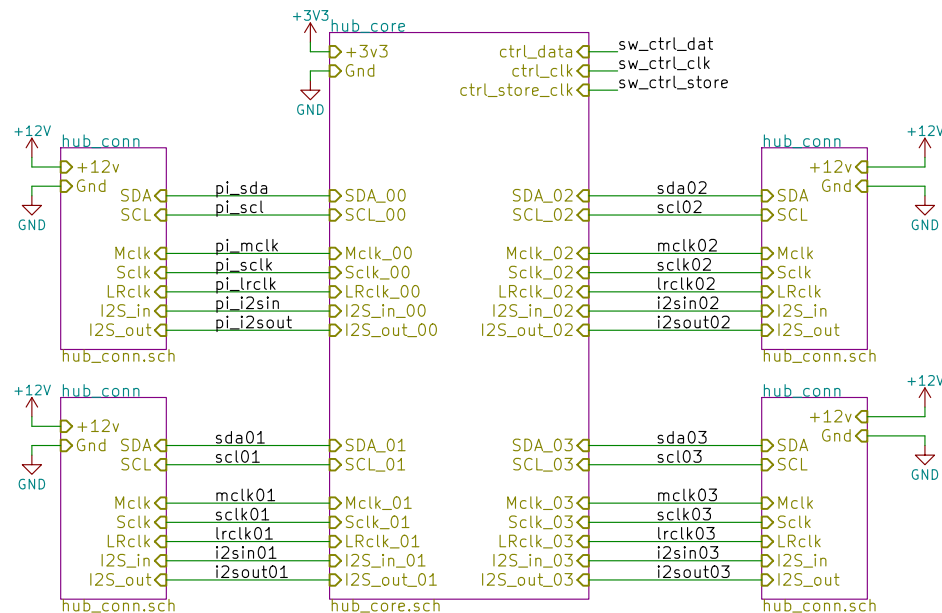 +3V3
hub_core
+3v3
Gnd
GND
ctrl_data
ctrl_clk
ctrl_store_clk
sw_ctrl_dat
sw_ctrl_clk
sw_ctrl_store
+12V
hub_conn
+12v
Gnd
GND
SDA pi_sda SDA_00
SCL pi_scl SCL_00
Mclk pi_mclk Mclk_00
Sclk pi_sclk Sclk_00
LRclk pi_lrclk LRclk_00
I2S_in pi_i2sin I2S_in_00
I2S_out pi_i2sout I2S_out_00
hub_conn.sch
+12V
hub_conn
+12v
Gnd
GND
SDA_02 sda02 SDA
SCL_02 scl02 SCL
Mclk_02 mclk02 Mclk
Sclk_02 sclk02 Sclk
LRclk_02 lrclk02 LRclk
I2S_in_02 i2sin02 I2S_in
I2S_out_02 i2sout02 I2S_out
hub_conn.sch
+12V
hub_conn
+12v
Gnd
GND
SDA sda01 SDA_01
SCL scl01 SCL_01
Mclk mclk01 Mclk_01
Sclk sclk01 Sclk_01
LRclk lrclk01 LRclk_01
I2S_in i2sin01 I2S_in_01
I2S_out i2sout01 I2S_out_01
hub_conn.sch
hub_core.sch
+12V
hub_conn
+12v
Gnd
GND
SDA_03 sda03 SDA
SCL_03 scl03 SCL
Mclk_03 mclk03 Mclk
Sclk_03 sclk03 Sclk
LRclk_03 lrclk03 LRclk
I2S_in_03 i2sin03 I2S_in
I2S_out_03 i2sout03 I2S_out
hub_conn.sch